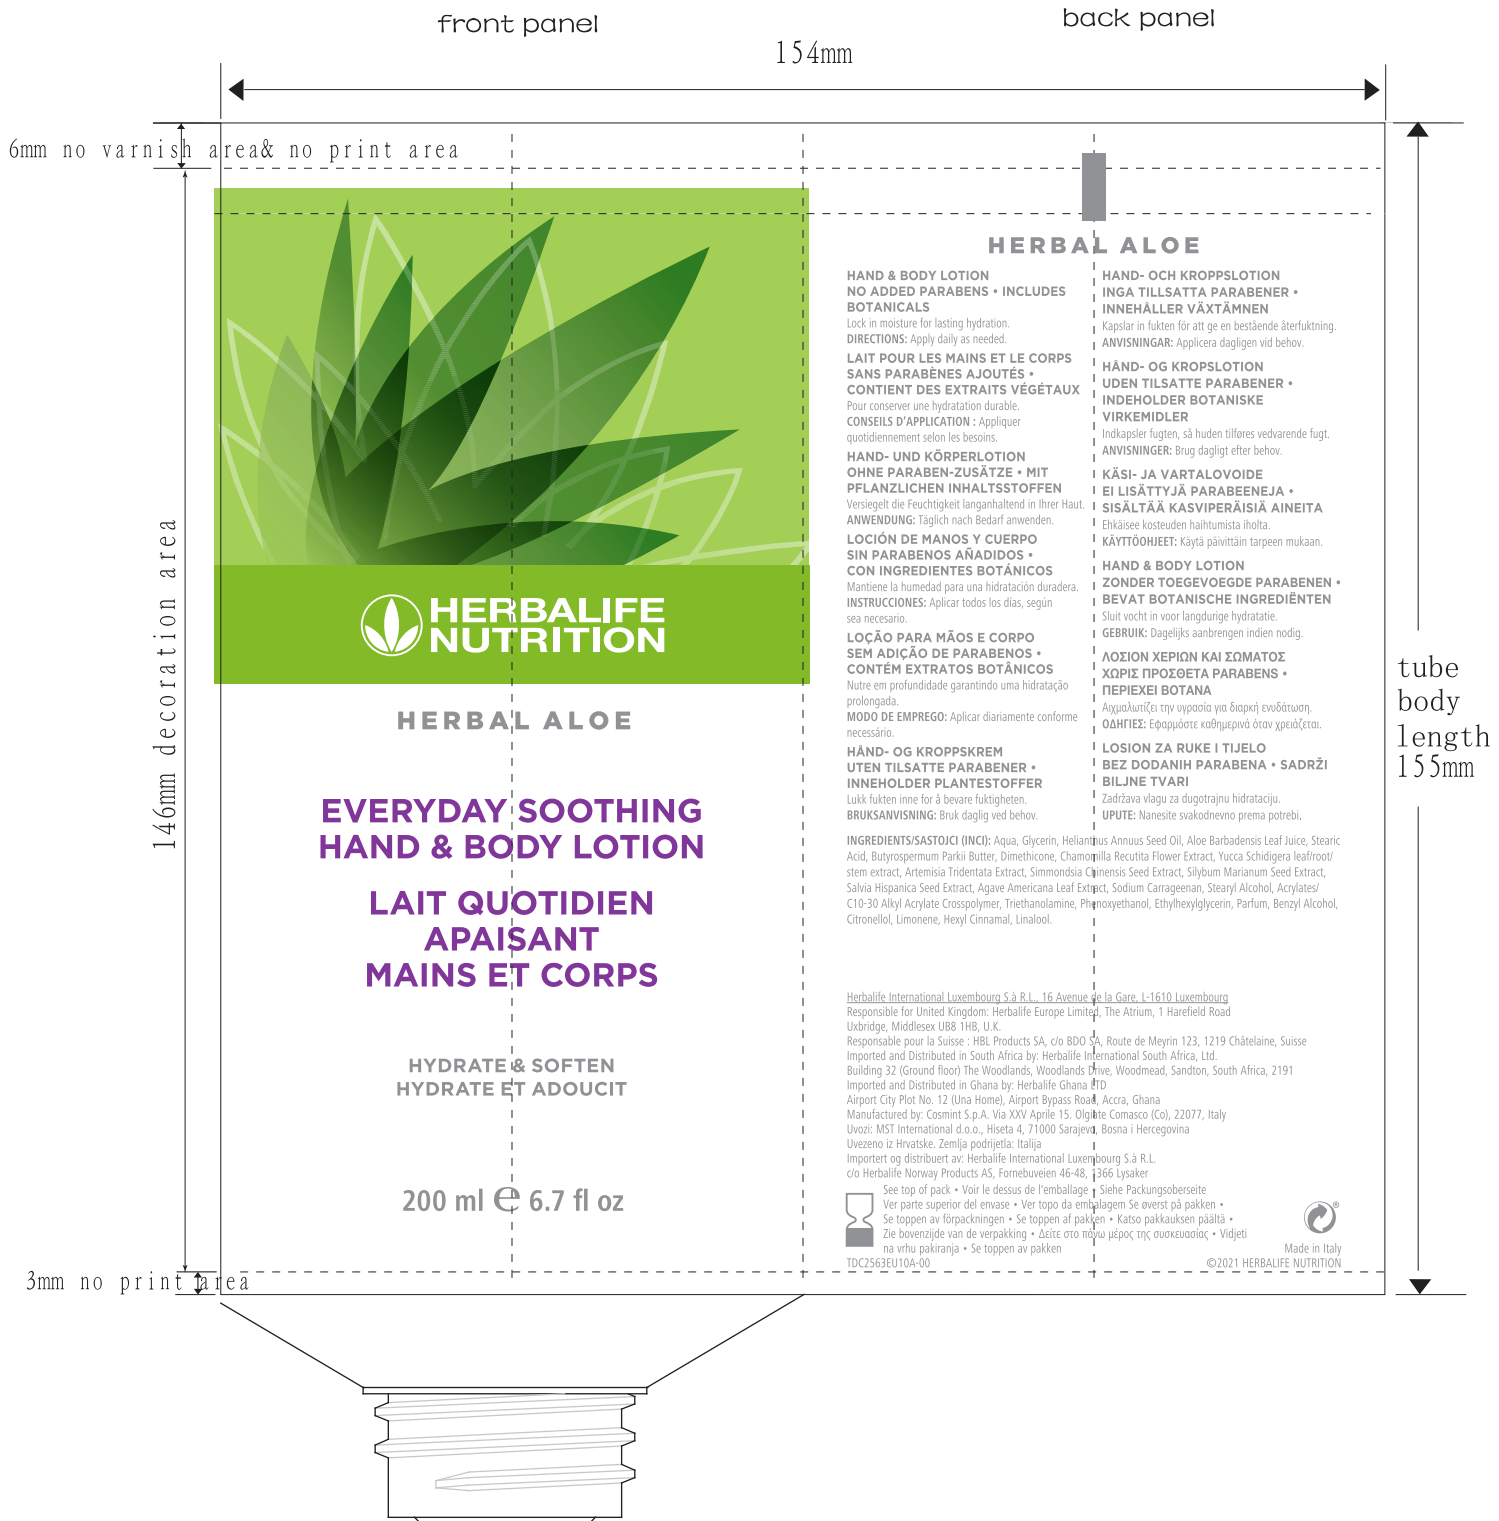 front panel
back panel
154mm
6mm no varnish area& no print area
146mm decoration area
3mm no print area
tube
body
length
155mm
HERBALIFE
NUTRITION
HERBAL ALOE
EVERYDAY SOOTHING
HAND & BODY LOTION
LAIT QUOTIDIEN
APAISANT
MAINS ET CORPS
HYDRATE & SOFTEN
HYDRATE ET ADOUCIT
200 ml ℮ 6.7 fl oz
HERBAL ALOE
HAND & BODY LOTION
NO ADDED PARABENS • INCLUDES
BOTANICALS
Lock in moisture for lasting hydration.
DIRECTIONS: Apply daily as needed.
LAIT POUR LES MAINS ET LE CORPS
SANS PARABÈNES AJOUTÉS •
CONTIENT DES EXTRAITS VÉGÉTAUX
Pour conserver une hydratation durable.
CONSEILS D'APPLICATION : Appliquer
quotidiennement selon les besoins.
HAND- UND KÖRPERLOTION
OHNE PARABEN-ZUSÄTZE • MIT
PFLANZLICHEN INHALTSSTOFFEN
Versiegelt die Feuchtigkeit langanhaltend in Ihrer Haut.
ANWENDUNG: Täglich nach Bedarf anwenden.
LOCIÓN DE MANOS Y CUERPO
SIN PARABENOS AÑADIDOS •
CON INGREDIENTES BOTÁNICOS
Mantiene la humedad para una hidratación duradera.
INSTRUCCIONES: Aplicar todos los días, según
sea necesario.
LOÇÃO PARA MÃOS E CORPO
SEM ADIÇÃO DE PARABENOS •
CONTÉM EXTRATOS BOTÂNICOS
Nutre em profundidade garantindo uma hidratação
prolongada.
MODO DE EMPREGO: Aplicar diariamente conforme
necessário.
HÅND- OG KROPPSKREM
UTEN TILSATTE PARABENER •
INNEHOLDER PLANTESTOFFER
Lukk fukten inne for å bevare fuktigheten.
BRUKSANVISNING: Bruk daglig ved behov.
HAND- OCH KROPPSLOTION
INGA TILLSATTA PARABENER •
INNEHÅLLER VÄXTÄMNEN
Kapslar in fukten för att ge en bestående återfuktning.
ANVISNINGAR: Applicera dagligen vid behov.
HÅND- OG KROPSLOTION
UDEN TILSATTE PARABENER •
INDEHOLDER BOTANISKE
VIRKEMIDLER
Indkapsler fugten, så huden tilføres vedvarende fugt.
ANVISNINGER: Brug dagligt efter behov.
KÄSI- JA VARTALOVOIDE
EI LISÄTTYJÄ PARABEENEJA •
SISÄLTÄÄ KASVIPERÄISIÄ AINEITA
Ehkäisee kosteuden haihtumista iholta.
KÄYTTÖOHJEET: Käytä päivittäin tarpeen mukaan.
HAND & BODY LOTION
ZONDER TOEGEVOEGDE PARABENEN •
BEVAT BOTANISCHE INGREDIËNTEN
Sluit vocht in voor langdurige hydratatie.
GEBRUIK: Dagelijks aanbrengen indien nodig.
ΛΟΣΙΟΝ ΧΕΡΙΩΝ ΚΑΙ ΣΩΜΑΤΟΣ
ΧΩΡΙΣ ΠΡΟΣΘΕΤΑ PARABENS •
ΠΕΡΙΕΧΕΙ ΒΟΤΑΝΑ
Αιχμαλωτίζει την υγρασία για διαρκή ενυδάτωση.
ΟΔΗΓΙΕΣ: Εφαρμόστε καθημερινά όταν χρειάζεται.
LOSION ZA RUKE I TIJELO
BEZ DODANIH PARABENA • SADRŽI
BILJNE TVARI
Zadržava vlagu za dugotrajnu hidrataciju.
UPUTE: Nanesite svakodnevno prema potrebi.
INGREDIENTS/SASTOJCI (INCI): Aqua, Glycerin, Helianthus Annuus Seed Oil, Aloe Barbadensis Leaf Juice, Stearic
Acid, Butyrospermum Parkii Butter, Dimethicone, Chamomilla Recutita Flower Extract, Yucca Schidigera leaf/root/
stem extract, Artemisia Tridentata Extract, Simmondsia Chinensis Seed Extract, Silybum Marianum Seed Extract,
Salvia Hispanica Seed Extract, Agave Americana Leaf Extract, Sodium Carrageenan, Stearyl Alcohol, Acrylates/
C10-30 Alkyl Acrylate Crosspolymer, Triethanolamine, Phenoxyethanol, Ethylhexylglycerin, Parfum, Benzyl Alcohol,
Citronellol, Limonene, Hexyl Cinnamal, Linalool.
Herbalife International Luxembourg S.à R.L., 16 Avenue de la Gare, L-1610 Luxembourg
Responsible for United Kingdom: Herbalife Europe Limited, The Atrium, 1 Harefield Road
Uxbridge, Middlesex UB8 1HB, U.K.
Responsable pour la Suisse : HBL Products SA, c/o BDO SA, Route de Meyrin 123, 1219 Châtelaine, Suisse
Imported and Distributed in South Africa by: Herbalife International South Africa, Ltd.
Building 32 (Ground floor) The Woodlands, Woodlands Drive, Woodmead, Sandton, South Africa, 2191
Imported and Distributed in Ghana by: Herbalife Ghana LTD
Airport City Plot No. 12 (Una Home), Airport Bypass Road, Accra, Ghana
Manufactured by: Cosmint S.p.A. Via XXV Aprile 15. Olgiate Comasco (Co), 22077, Italy
Uvozi: MST International d.o.o., Hiseta 4, 71000 Sarajevo, Bosna i Hercegovina
Uvezeno iz Hrvatske. Zemlja podrijetla: Italija
Importert og distribuert av: Herbalife International Luxembourg S.à R.L.
c/o Herbalife Norway Products AS, Fornebuveien 46-48, 1366 Lysaker
See top of pack • Voir le dessus de l'emballage • Siehe Packungsoberseite
Ver parte superior del envase • Ver topo da embalagem Se øverst på pakken •
Se toppen av förpackningen • Se toppen af pakken • Katso pakkauksen päältä •
Zie bovenzijde van de verpakking • Δείτε στο πάνω μέρος της συσκευασίας • Vidjeti
na vrhu pakiranja • Se toppen av pakken
TDC2563EU10A-00
®
Made in Italy
©2021 HERBALIFE NUTRITION